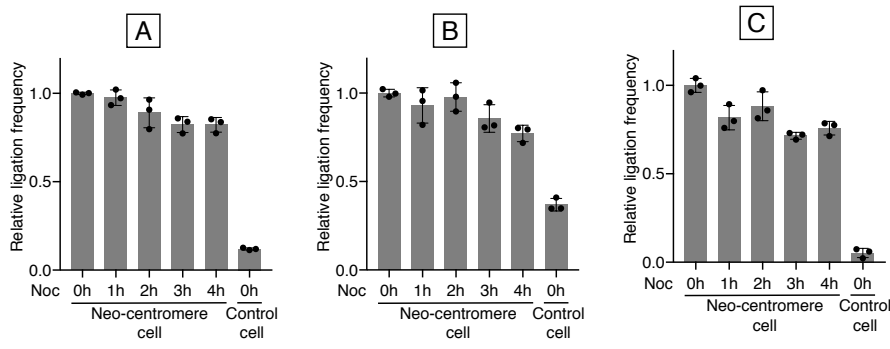 A
Relative ligation frequency
1.0
0.5
0.0
Noc 0h 1h 2h 3h 4h 0h
Neo-centromere cell
Control cell
B
Relative ligation frequency
1.0
0.5
0.0
Noc 0h 1h 2h 3h 4h 0h
Neo-centromere cell
Control cell
C
Relative ligation frequency
1.0
0.5
0.0
Noc 0h 1h 2h 3h 4h 0h
Neo-centromere cell
Control cell